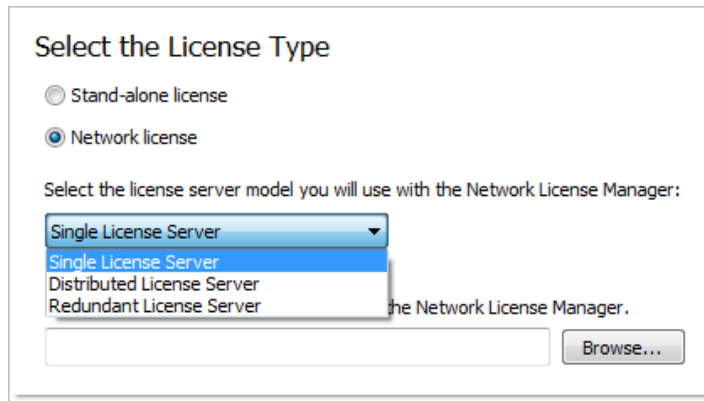 Select the License Type
Stand-alone license
Network license
Select the license server model you will use with the Network License Manager:
Single License Server
Single License Server
Distributed License Server
Redundant License Server
the Network License Manager.
Browse...